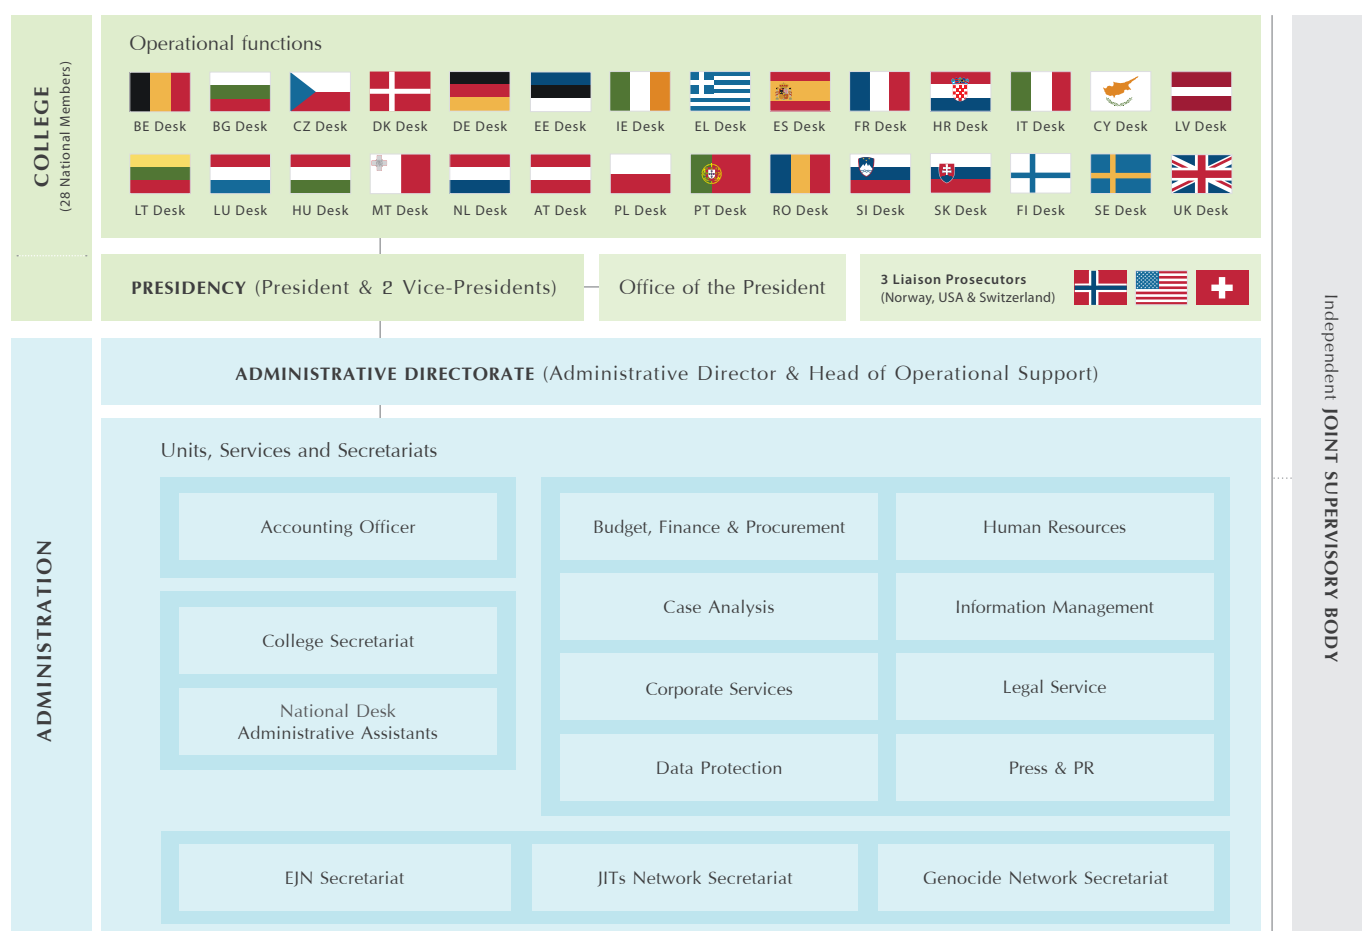 COLLEGE
(28 National Members)
Operational functions
BE Desk BG Desk CZ Desk DK Desk DE Desk EE Desk IE Desk EL Desk ES Desk FR Desk HR Desk IT Desk CY Desk LV Desk
LT Desk LU Desk HU Desk MT Desk NL Desk AT Desk PL Desk PT Desk RO Desk SI Desk SK Desk FI Desk SE Desk UK Desk
PRESIDENCY (President & 2 Vice-Presidents)
Office of the President
3 Liaison Prosecutors
(Norway, USA & Switzerland)
ADMINISTRATION
ADMINISTRATIVE DIRECTORATE (Administrative Director & Head of Operational Support)
Units, Services and Secretariats
Accounting Officer
College Secretariat
National Desk
Administrative Assistants
Budget, Finance & Procurement
Human Resources
Case Analysis
Information Management
Corporate Services
Legal Service
Data Protection
Press & PR
EJN Secretariat
JITs Network Secretariat
Genocide Network Secretariat
Independent JOINT SUPERVISORY BODY